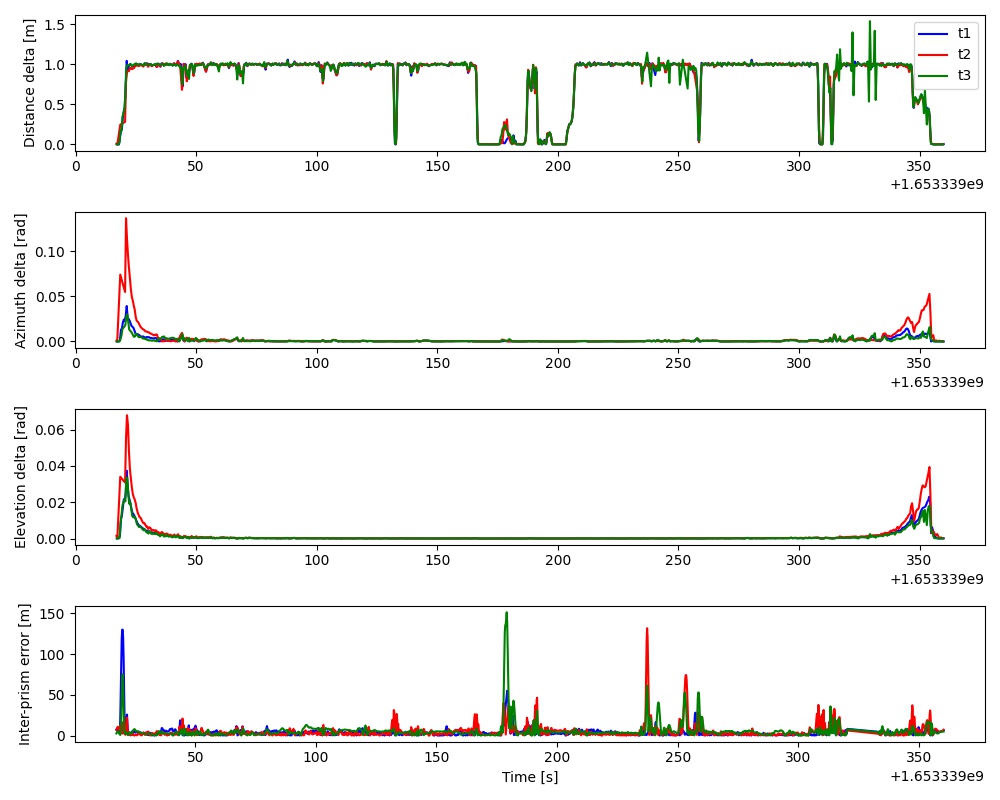 Distance delta [m]
1.5
1.0
0.5
0.0
t1
t2
t3
0 50 100 150 200 250 300 350
+1.653339e9
Azimuth delta [rad]
0.10
0.05
0.00
0 50 100 150 200 250 300 350
+1.653339e9
Elevation delta [rad]
0.06
0.04
0.02
0.00
0 50 100 150 200 250 300 350
+1.653339e9
Inter-prism error [m]
150
100
50
0
0 50 100 150 200 250 300 350
Time [s]
+1.653339e9